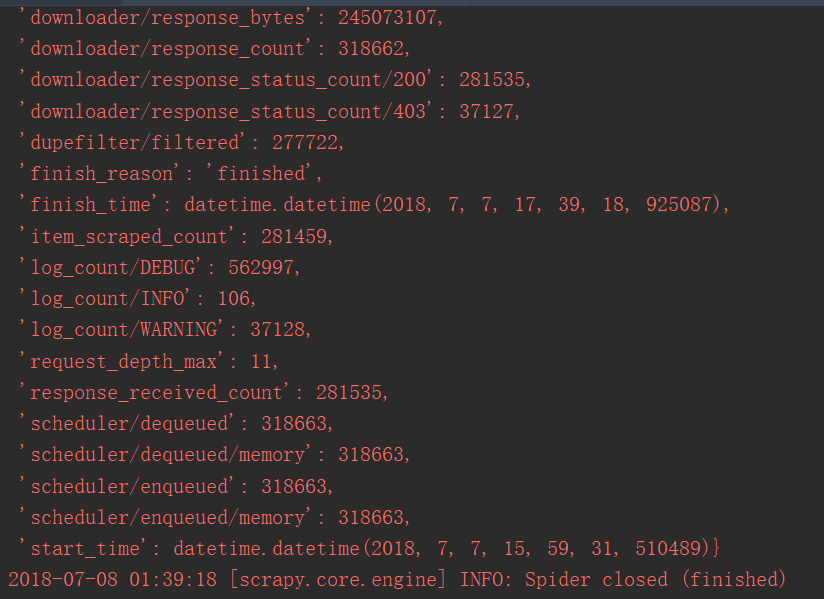 'downloader/response_bytes': 245073107,
'downloader/response_count': 318662,
'downloader/response_status_count/200': 281535,
'downloader/response_status_count/403': 37127,
'dupefilter/filtered': 277722,
'finish_reason': 'finished',
'finish_time': datetime.datetime(2018, 7, 7, 17, 39, 18, 925087),
'item_scraped_count': 281459,
'log_count/DEBUG': 562997,
'log_count/INFO': 106,
'log_count/WARNING': 37128,
'request_depth_max': 11,
'response_received_count': 281535,
'scheduler/dequeued': 318663,
'scheduler/dequeued/memory': 318663,
'scheduler/enqueued': 318663,
'scheduler/enqueued/memory': 318663,
'start_time': datetime.datetime(2018, 7, 7, 15, 59, 31, 510489)}
2018-07-08 01:39:18 [scrapy.core.engine] INFO: Spider closed (finished)